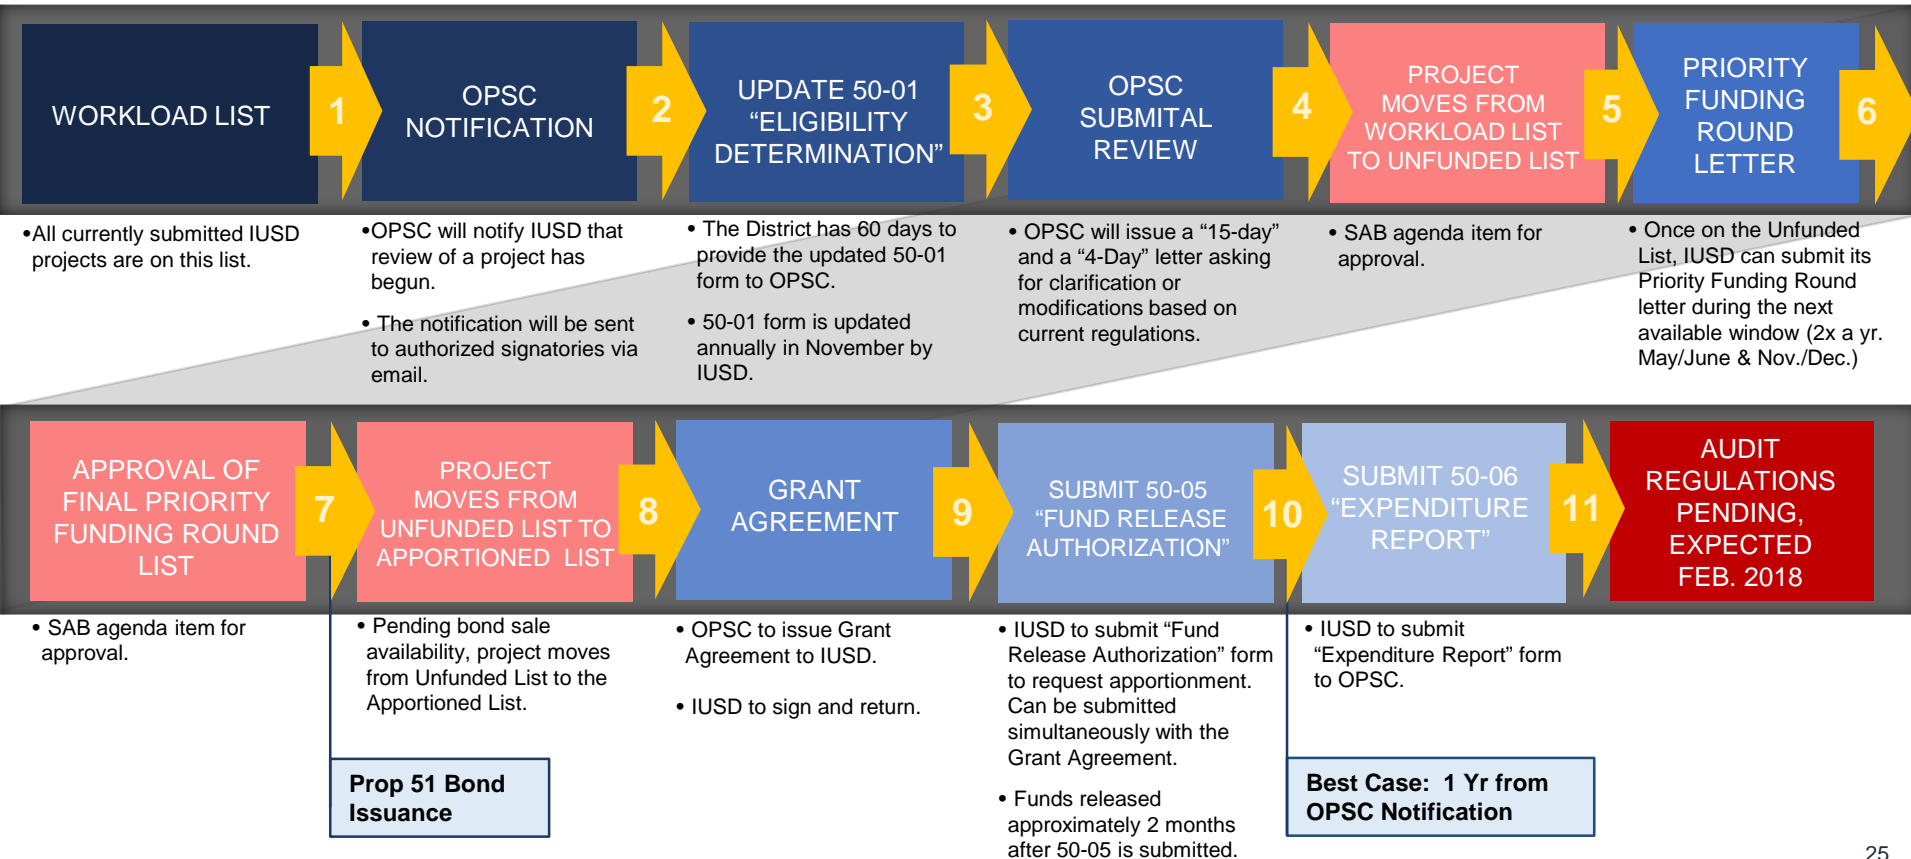 WORKLOAD LIST
1
OPSC
NOTIFICATION
2
UPDATE 50-01
“ELIGIBILITY
DETERMINATION”
3
OPSC
SUBMITAL
REVIEW
4
PROJECT
MOVES FROM
WORKLOAD LIST
TO UNFUNDED LIST
5
PRIORITY
FUNDING
ROUND
LETTER
6
•All currently submitted IUSD
projects are on this list.
•OPSC will notify IUSD that
review of a project has
begun.
• The notification will be sent
to authorized signatories via
email.
• The District has 60 days to
provide the updated 50-01
form to OPSC.
• 50-01 form is updated
annually in November by
IUSD.
• OPSC will issue a “15-day”
and a “4-Day” letter asking
for clarification or
modifications based on
current regulations.
• SAB agenda item for
approval.
• Once on the Unfunded
List, IUSD can submit its
Priority Funding Round
letter during the next
available window (2x a yr.
May/June & Nov./Dec.)
APPROVAL OF
FINAL PRIORITY
FUNDING ROUND
LIST
7
PROJECT
MOVES FROM
UNFUNDED LIST TO
APPORTIONED LIST
8
GRANT
AGREEMENT
9
SUBMIT 50-05
“FUND RELEASE
AUTHORIZATION”
10
SUBMIT 50-06
“EXPENDITURE
REPORT”
11
AUDIT
REGULATIONS
PENDING,
EXPECTED
FEB. 2018
• SAB agenda item for
approval.
• Pending bond sale
availability, project moves
from Unfunded List to the
Apportioned List.
• OPSC to issue Grant
Agreement to IUSD.
• IUSD to sign and return.
• IUSD to submit “Fund
Release Authorization” form
to request apportionment.
Can be submitted
simultaneously with the
Grant Agreement.
• Funds released
approximately 2 months
after 50-05 is submitted.
• IUSD to submit
“Expenditure Report” form
to OPSC.
Prop 51 Bond
Issuance
Best Case: 1 Yr from
OPSC Notification
25